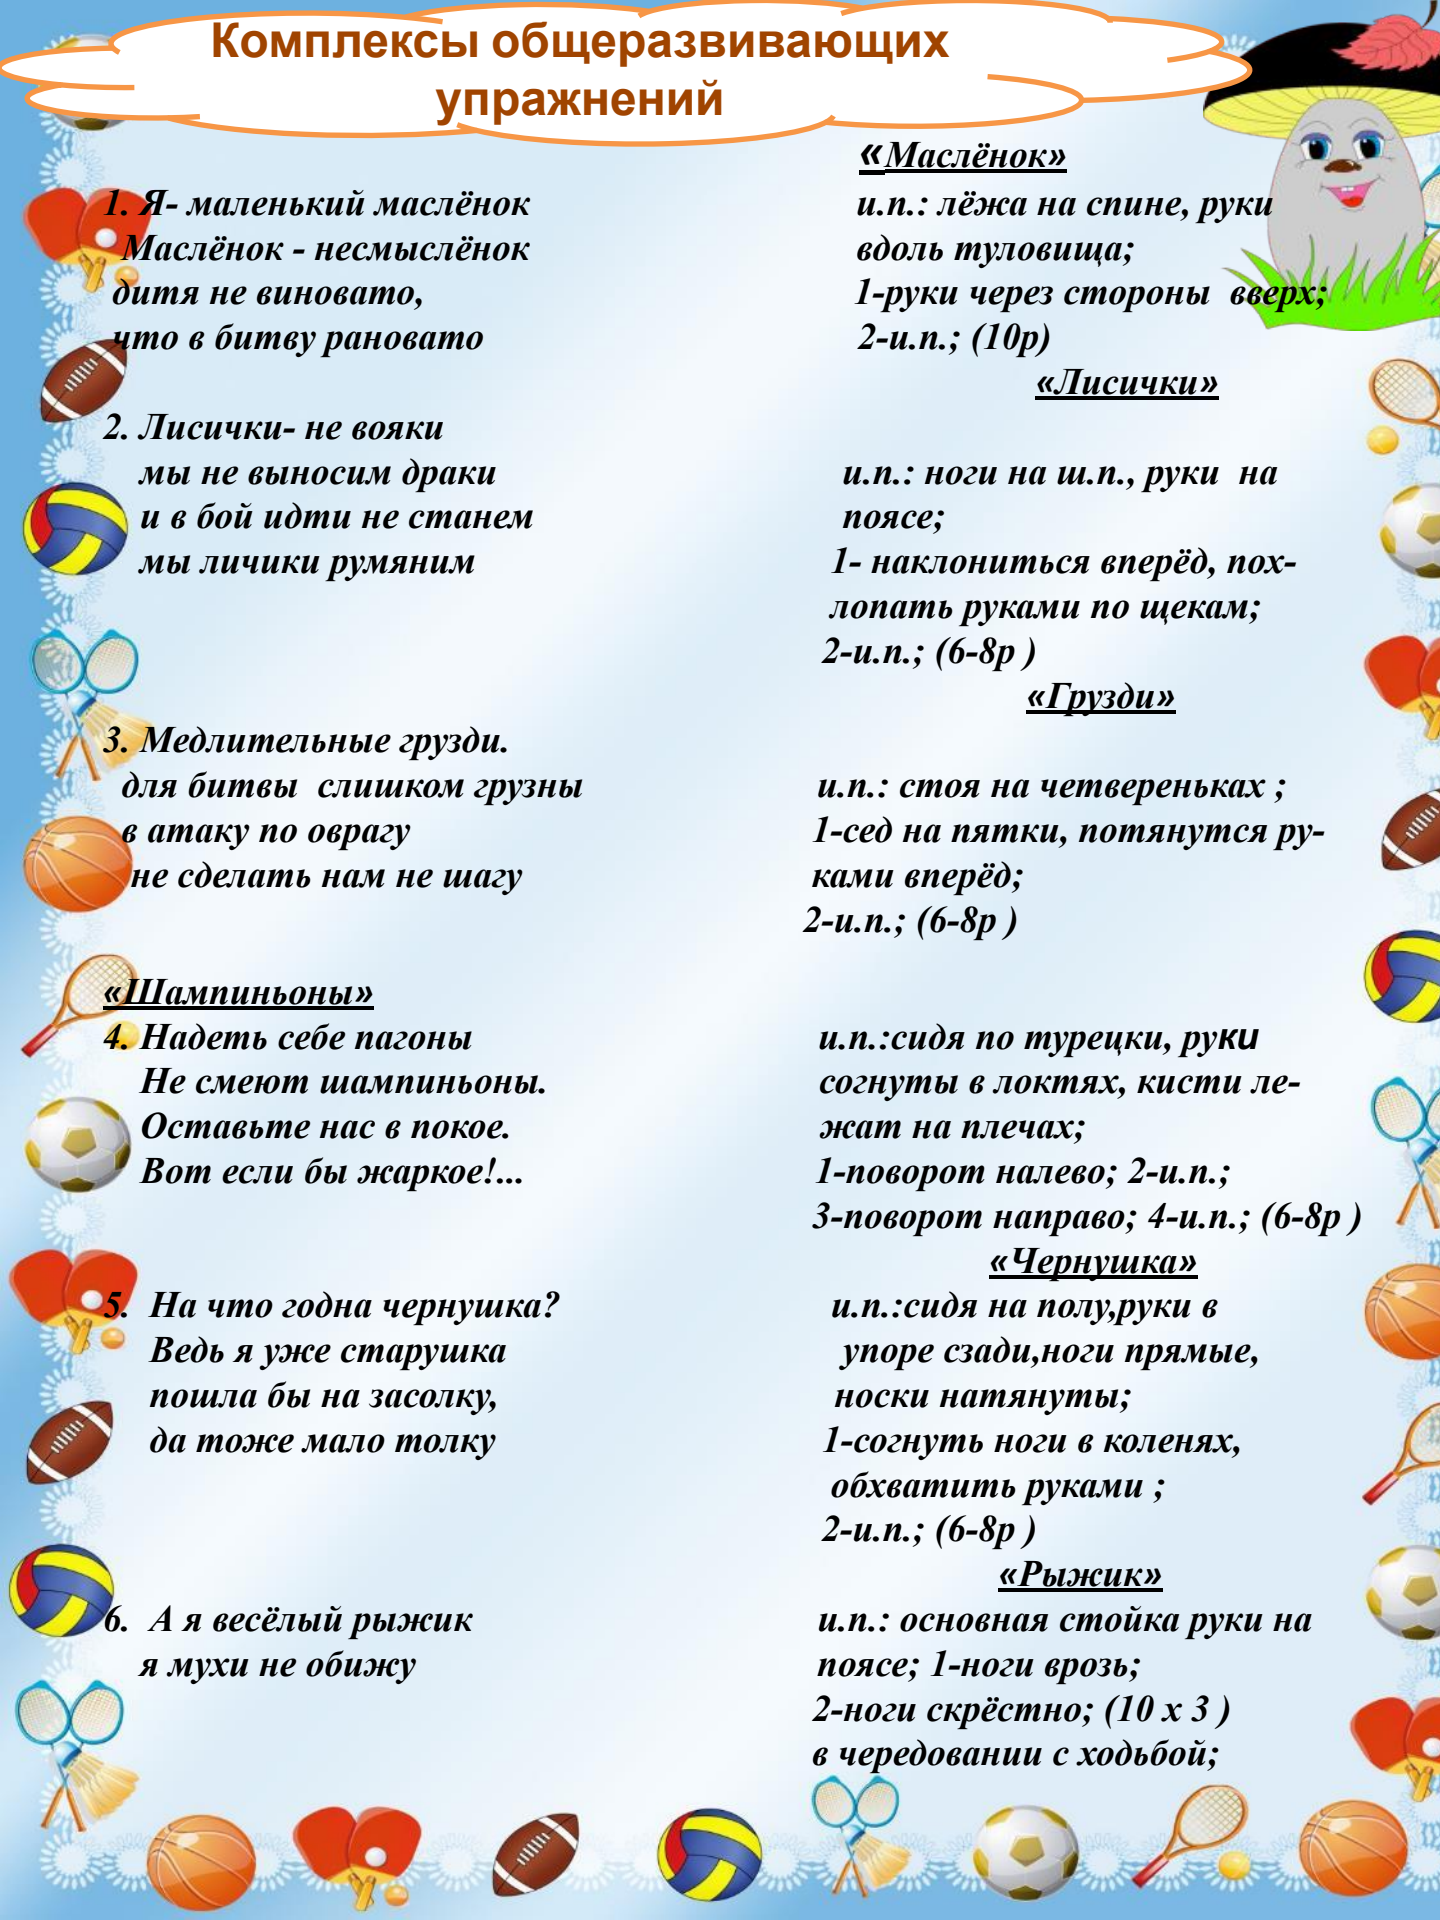 Комплексы общеразвивающих
упражнений
«Маслёнок»
1. Я- маленький маслёнок
Маслёнок - несмыслёнок
дитя не виновато,
что в битву рановато
и.п.: лёжа на спине, руки
вдоль туловища;
1-руки через стороны вверх;
2-и.п.; (10р)
«Лисички»
2. Лисички- не вояки
мы не выносим драки
и в бой идти не станем
мы личики румяним
и.п.: ноги на ш.п., руки на
поясе;
1- наклониться вперёд, пох-
лопать руками по щекам;
2-и.п.; (6-8р )
«Грузди»
3. Медлительные грузди.
для битвы слишком грузны
в атаку по оврагу
не сделать нам не шагу
и.п.: стоя на четвереньках ;
1-сед на пятки, потянутся ру-
ками вперёд;
2-и.п.; (6-8р )
«Шампиньоны»
4. Надеть себе пагоны
Не смеют шампиньоны.
Оставьте нас в покое.
Вот если бы жаркое!...
и.п.:сидя по турецки, руки
согнуты в локтях, кисти ле-
жат на плечах;
1-поворот налево; 2-и.п.;
3-поворот направо; 4-и.п.; (6-8р )
«Чернушка»
5. На что годна чернушка?
Ведь я уже старушка
пошла бы на засолку,
да тоже мало толку
и.п.:сидя на полу,руки в
упоре сзади,ноги прямые,
носки натянуты;
1-согнуть ноги в коленях,
обхватить руками ;
2-и.п.; (6-8р )
«Рыжик»
6. А я весёлый рыжик
я мухи не обижу
и.п.: основная стойка руки на
поясе; 1-ноги врозь;
2-ноги скрёстно; (10 х 3 )
в чередовании с ходьбой;